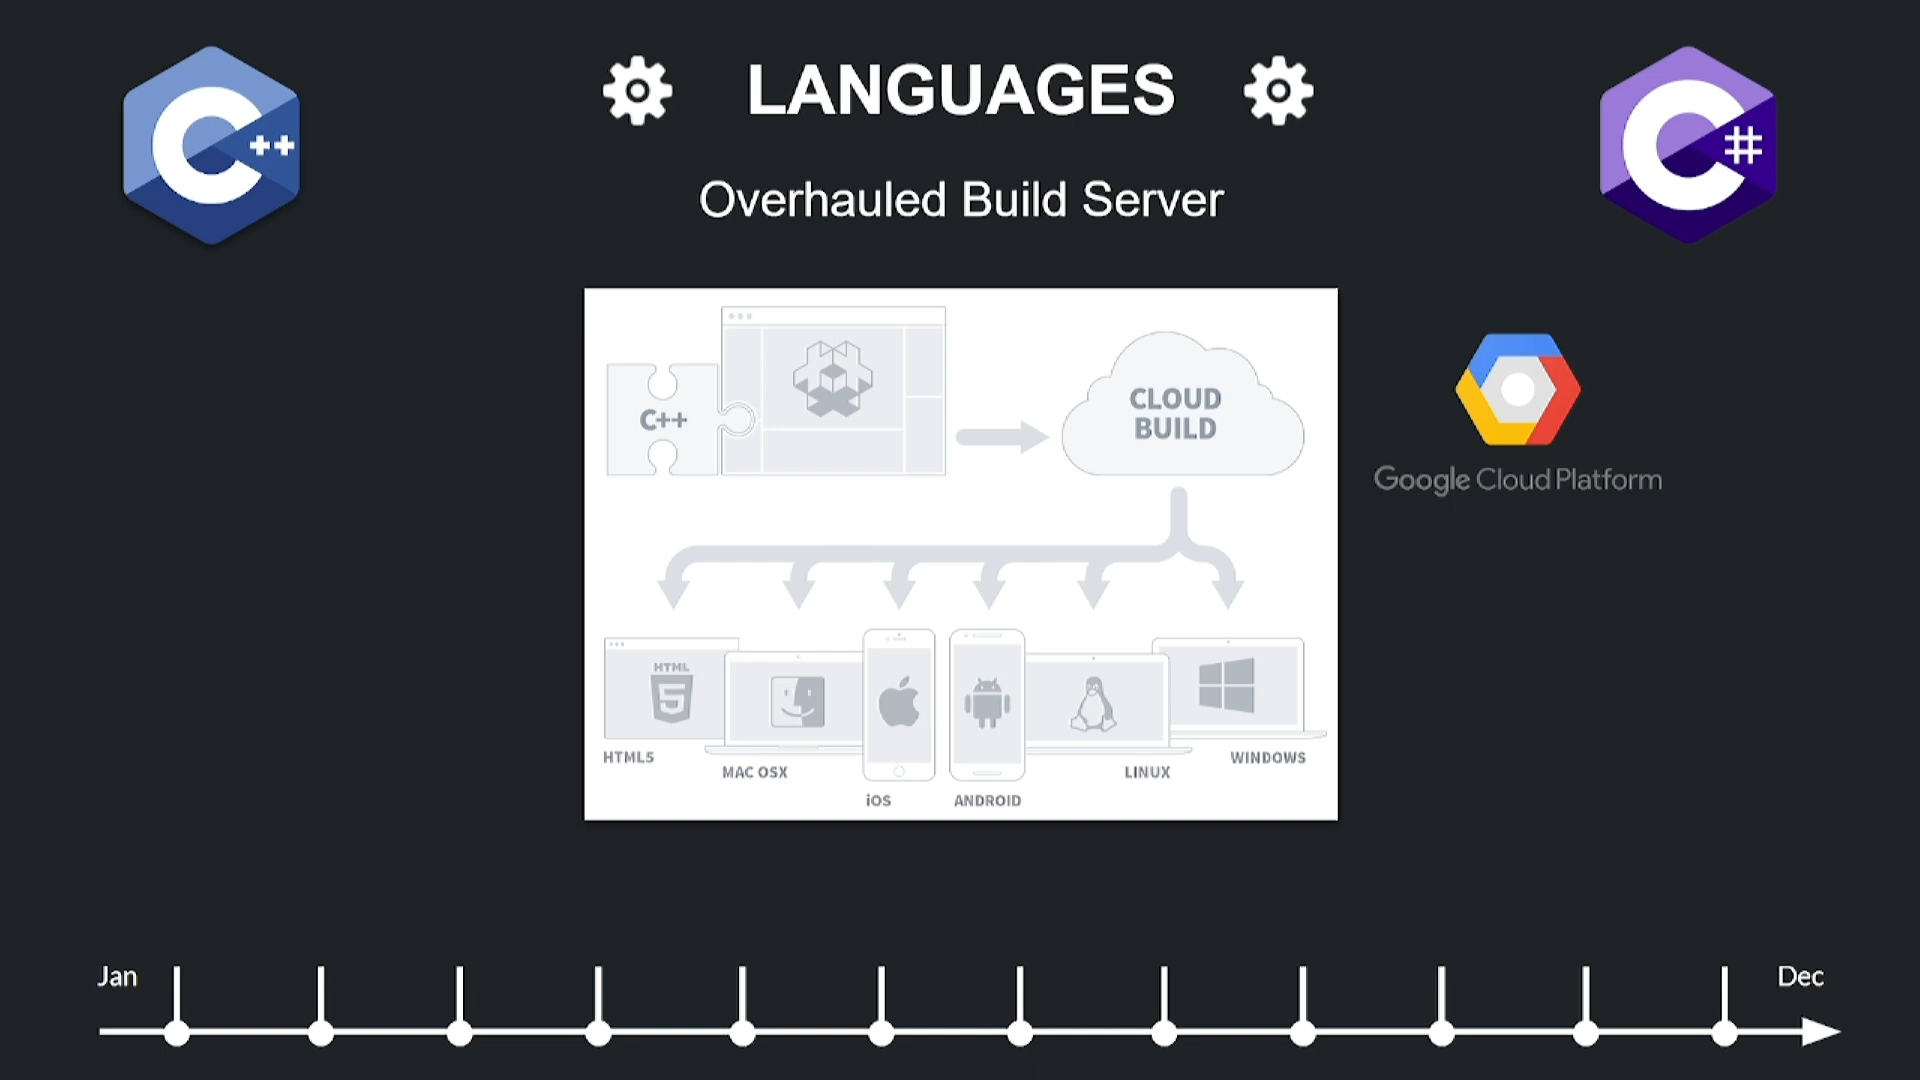 LANGUAGES
++
#
Overhauled Build Server
C++
CLOUD
BUILD
Google Cloud Platform
HTML
5
HTML5
MAC OSX
iOS
ANDROID
LINUX
WINDOWS
Jan
Dec